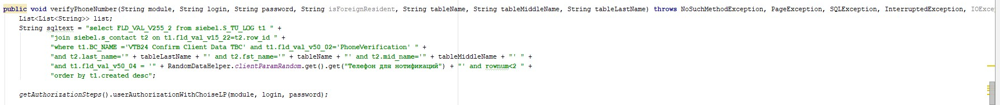 public void verifyPhoneNumber(String module, String login, String password, String isForeignResident, String tableName, String tableMiddleName, String tableLastName) throws NoSuchMethodException, PageException, SQLException, InterruptedException, IOExce
List<List<String>> list;
String sqltext = "select FLD_VAL_V255_2 from siebel.S_TU_LOG t1 " +
"join siebel.s_contact t2 on t1.fld_val_v15_22=t2.row_id " +
"where t1.BC_NAME ='VTB24 Confirm Client Data TBC' and t1.fld_val_v50_02='PhoneVerification' " +
"and t2.last_name='" + tableLastName + "' and t2.fst_name='" + tableName + "' and t2.mid_name='" + tableMiddleName + "' " +
"and t1.fld_val_v50_04 = '" + RandomDataHelper.clientParamRandom.get().get("Телефон для нотификаций") + "' and rownum<2 " +
"order by t1.created desc";
getAuthorizationSteps().userAuthorizationWithChoiseLP(module, login, password);